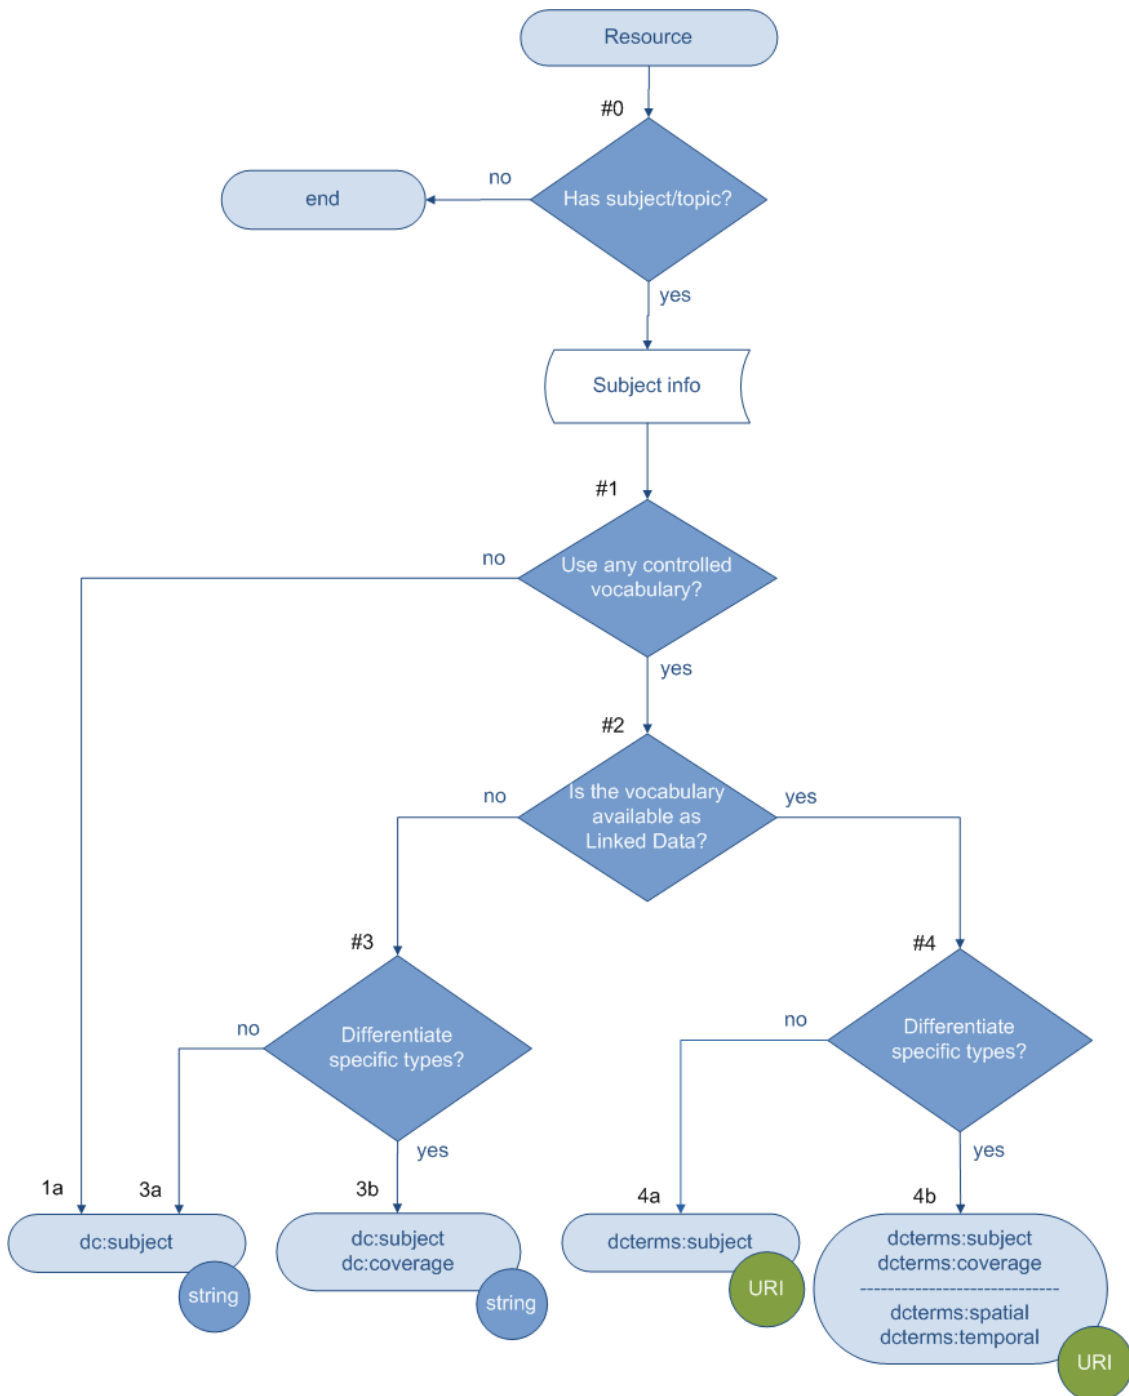 Resource
#0
Has subject/topic?
no
end
yes
Subject info
#1
no
Use any controlled
vocabulary?
yes
#2
no
Is the vocabulary
available as
Linked Data?
yes
#3
no
Differentiate
specific types?
yes
#4
no
Differentiate
specific types?
yes
1a
3a
dc:subject
string
3b
dc:subject
dc:coverage
string
4a
dcterms:subject
URI
4b
dcterms:subject
dcterms:coverage
-----------------------------
dcterms:spatial
dcterms:temporal
URI